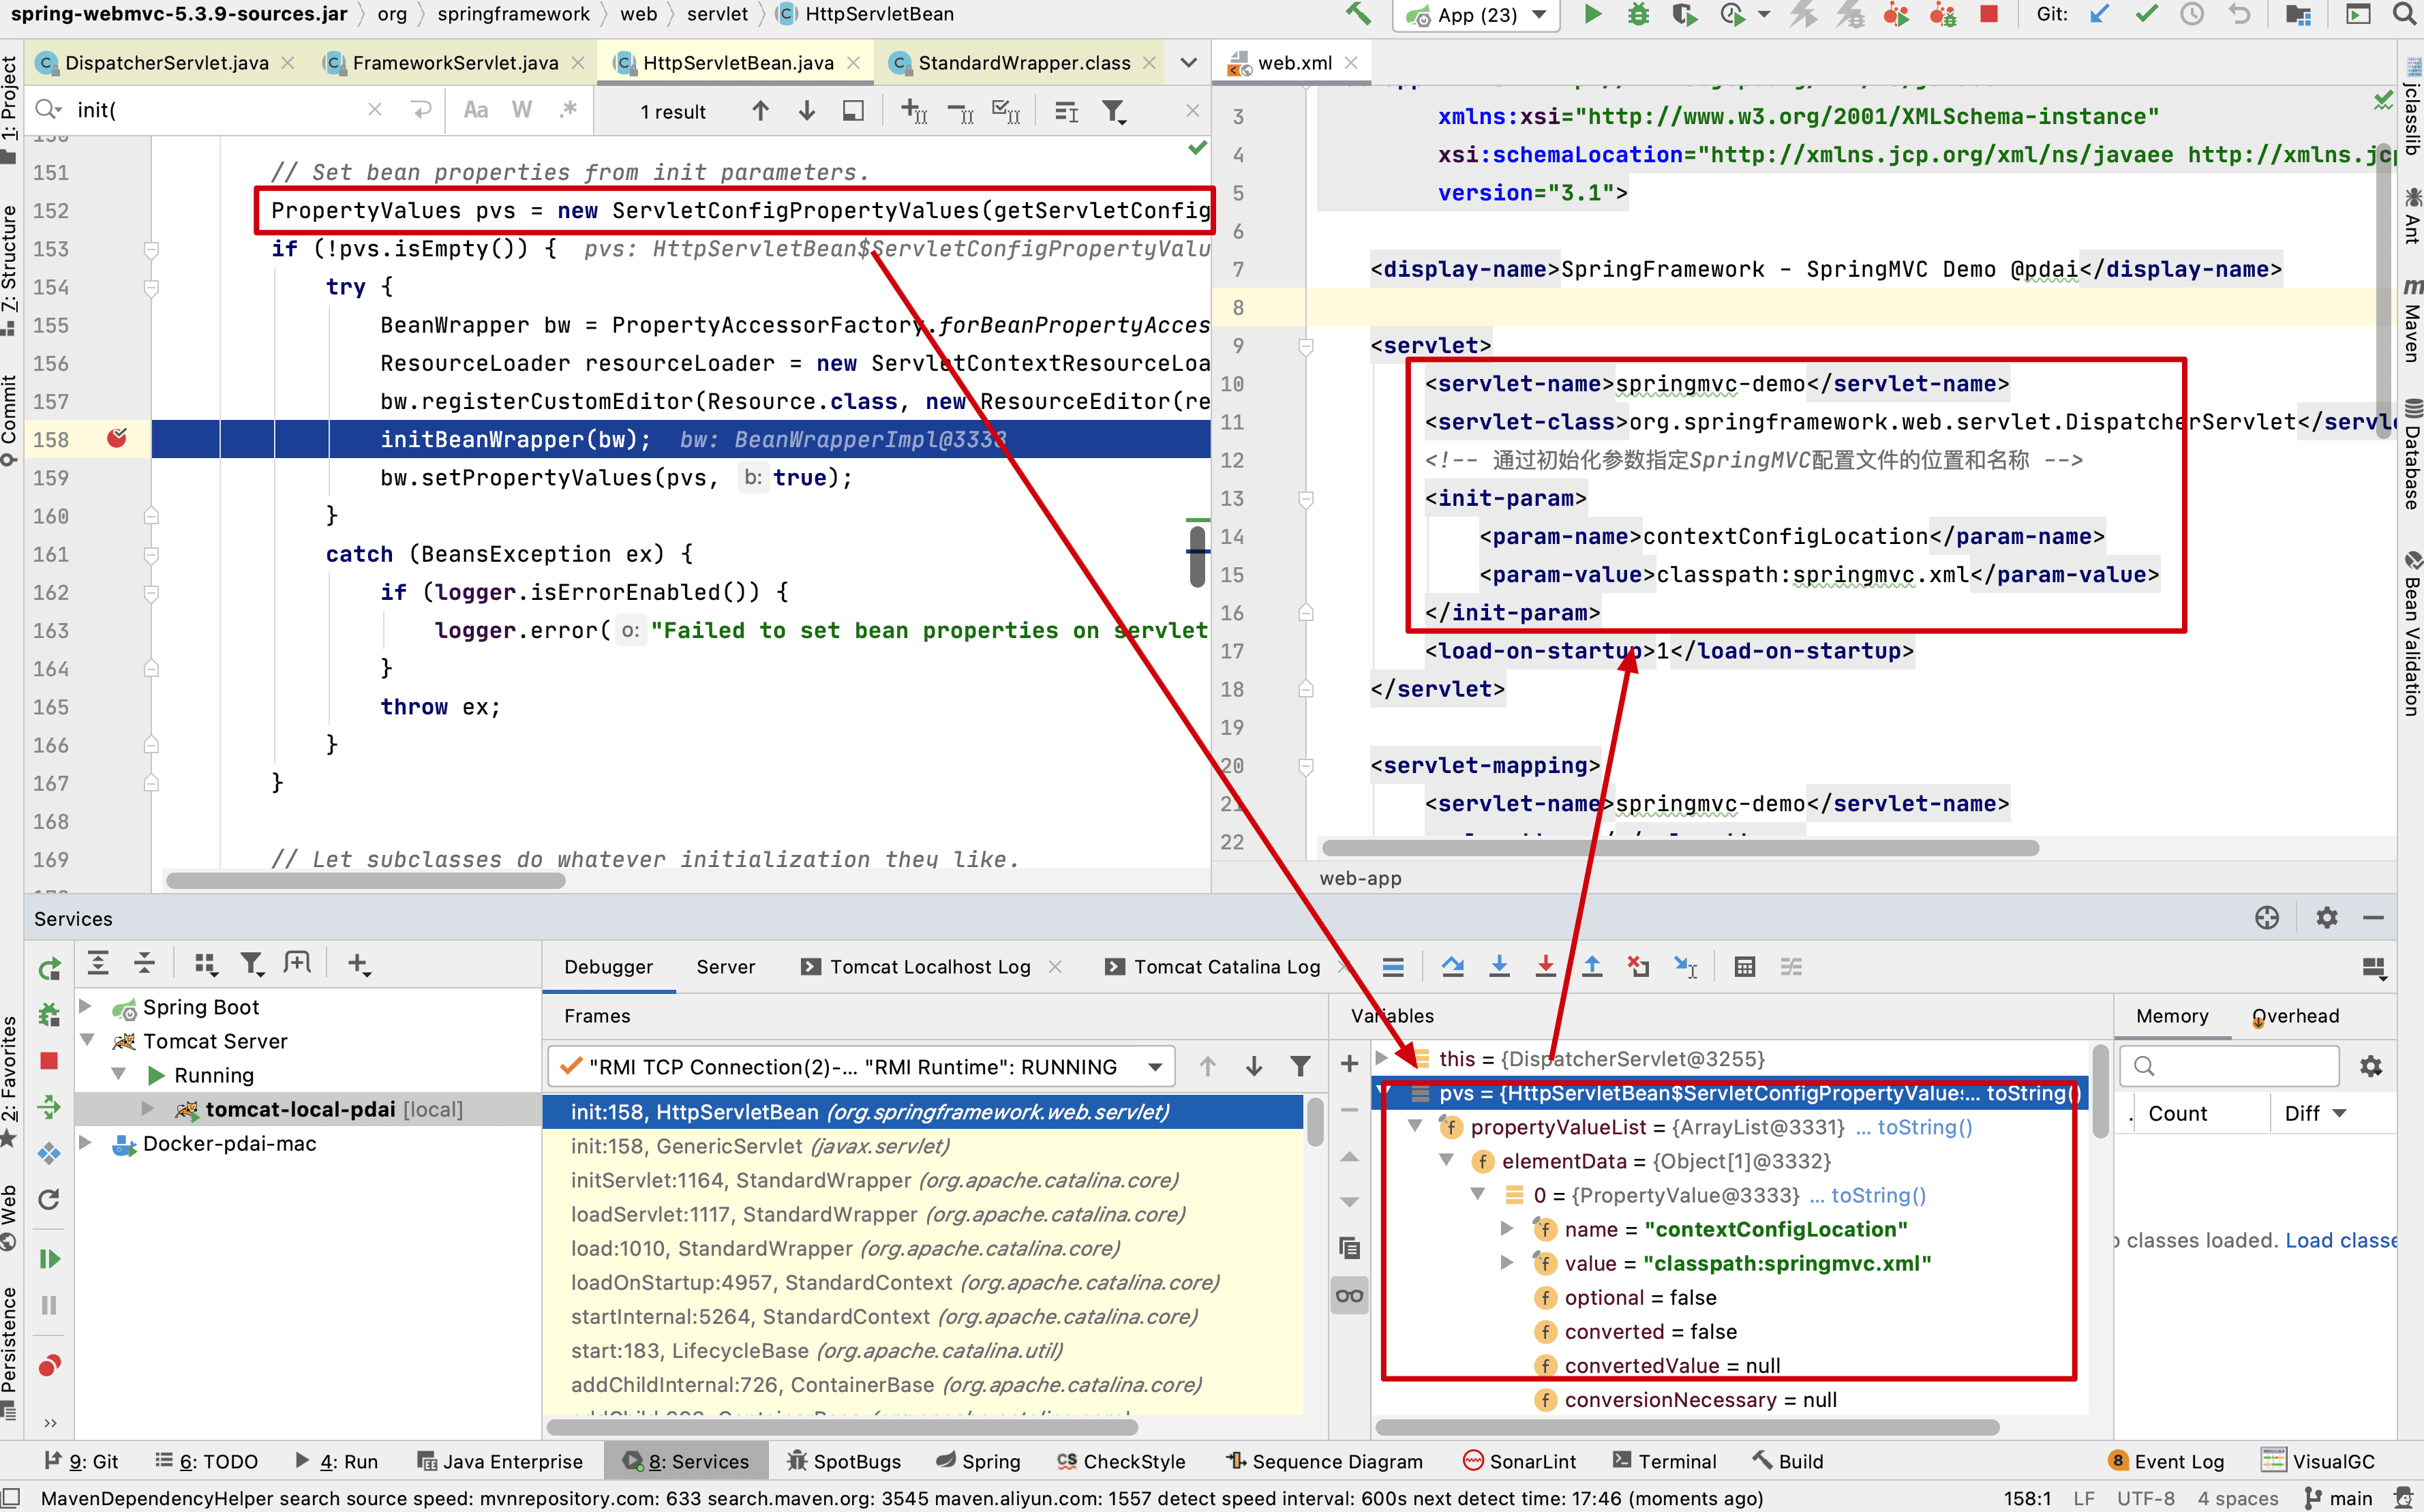 spring-webmvc-5.3.9-sources.jar org springframework web servlet HttpServletBean
App (23) Git:
DispatcherServlet.java FrameworkServlet.java HttpServletBean.java StandardWrapper.class
web.xml
init( Aa W .* 1 result
151 // Set bean properties from init parameters.
152 PropertyValues pvs = new ServletConfigPropertyValues(getServletConfig
153 if (!pvs.isEmpty()) { pvs: HttpServletBean$ServletConfigPropertyValu
154 try {
155 BeanWrapper bw = PropertyAccessorFactory.forBeanPropertyAcces
156 ResourceLoader resourceLoader = new ServletContextResourceLoa
157 bw.registerCustomEditor(Resource.class, new ResourceEditor(re
158 initBeanWrapper(bw); bw: BeanWrapperImpl@3338
159 bw.setPropertyValues(pvs, b: true);
160 }
161 catch (BeansException ex) {
162 if (logger.isErrorEnabled()) {
163 logger.error( o: "Failed to set bean properties on servlet
164 }
165 throw ex;
166 }
167 }
168
169 // Let subclasses do whatever initialization they like.
3 xmlns:xsi="http://www.w3.org/2001/XMLSchema-instance"
4 xsi:schemaLocation="http://xmlns.jcp.org/xml/ns/javaee http://xmlns.jcp
5 version="3.1">
6
7 <display-name>SpringFramework - SpringMVC Demo @pdai</display-name>
8
9 <servlet>
10 <servlet-name>springmvc-demo</servlet-name>
11 <servlet-class>org.springframework.web.servlet.DispatcherServlet</servle
12 <!-- 通过初始化参数指定SpringMVC配置文件的位置和名称 -->
13 <init-param>
14 <param-name>contextConfigLocation</param-name>
15 <param-value>classpath:springmvc.xml</param-value>
16 </init-param>
17 <load-on-startup>1</load-on-startup>
18 </servlet>
19
20 <servlet-mapping>
21 <servlet-name>springmvc-demo</servlet-name>
22
web-app
1: Project
7: Structure
Commit
2: Favorites
Web
Persistence
jclasslib
Ant
Maven
Database
Bean Validation
Services
Spring Boot
Tomcat Server
Running
tomcat-local-pdai [local]
Docker-pdai-mac
Debugger Server Tomcat Localhost Log Tomcat Catalina Log
Frames
"RMI TCP Connection(2)-... "RMI Runtime": RUNNING
init:158, HttpServletBean (org.springframework.web.servlet)
init:158, GenericServlet (javax.servlet)
initServlet:1164, StandardWrapper (org.apache.catalina.core)
loadServlet:1117, StandardWrapper (org.apache.catalina.core)
load:1010, StandardWrapper (org.apache.catalina.core)
loadOnStartup:4957, StandardContext (org.apache.catalina.core)
startInternal:5264, StandardContext (org.apache.catalina.core)
start:183, LifecycleBase (org.apache.catalina.util)
addChildInternal:726, ContainerBase (org.apache.catalina.core)
Variables
this = {DispatcherServlet@3255}
pvs = {HttpServletBean$ServletConfigPropertyValue!... toString()
propertyValueList = {ArrayList@3331} ... toString()
elementData = {Object[1]@3332}
0 = {PropertyValue@3333} ... toString()
name = "contextConfigLocation"
value = "classpath:springmvc.xml"
optional = false
converted = false
convertedValue = null
conversionNecessary = null
Memory Overhead
Count Diff
classes loaded. Load classe
9: Git 6: TODO 4: Run Java Enterprise 8: Services SpotBugs Spring CheckStyle Sequence Diagram SonarLint Terminal Build 8 Event Log VisualGC
MavenDependencyHelper search source speed: mvnrepository.com: 633 search.maven.org: 3545 maven.aliyun.com: 1557 detect speed interval: 600s next detect time: 17:46 (moments ago) 158:1 LF UTF-8 4 spaces main